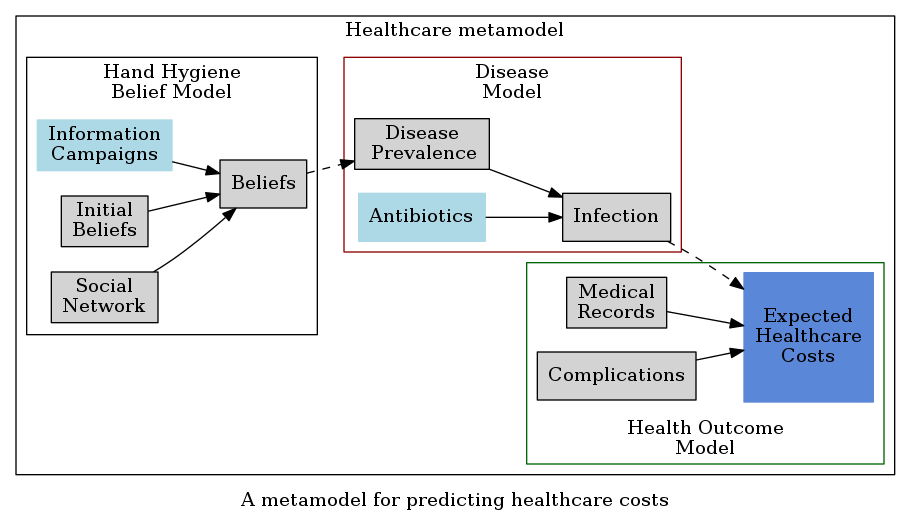 Healthcare metamodel
Hand Hygiene
Belief Model
Information
Campaigns
Initial
Beliefs
Social
Network
Beliefs
Disease
Model
Disease
Prevalence
Antibiotics
Infection
Medical
Records
Complications
Expected
Healthcare
Costs
Health Outcome
Model
A metamodel for predicting healthcare costs